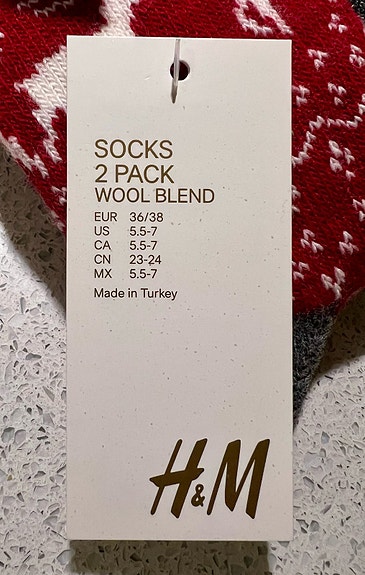 SOCKS
2 PACK
WOOL BLEND
EUR 36/38
US 5.5-7
CA 5.5-7
CN 23-24
MX 5.5-7
Made in Turkey
H&M